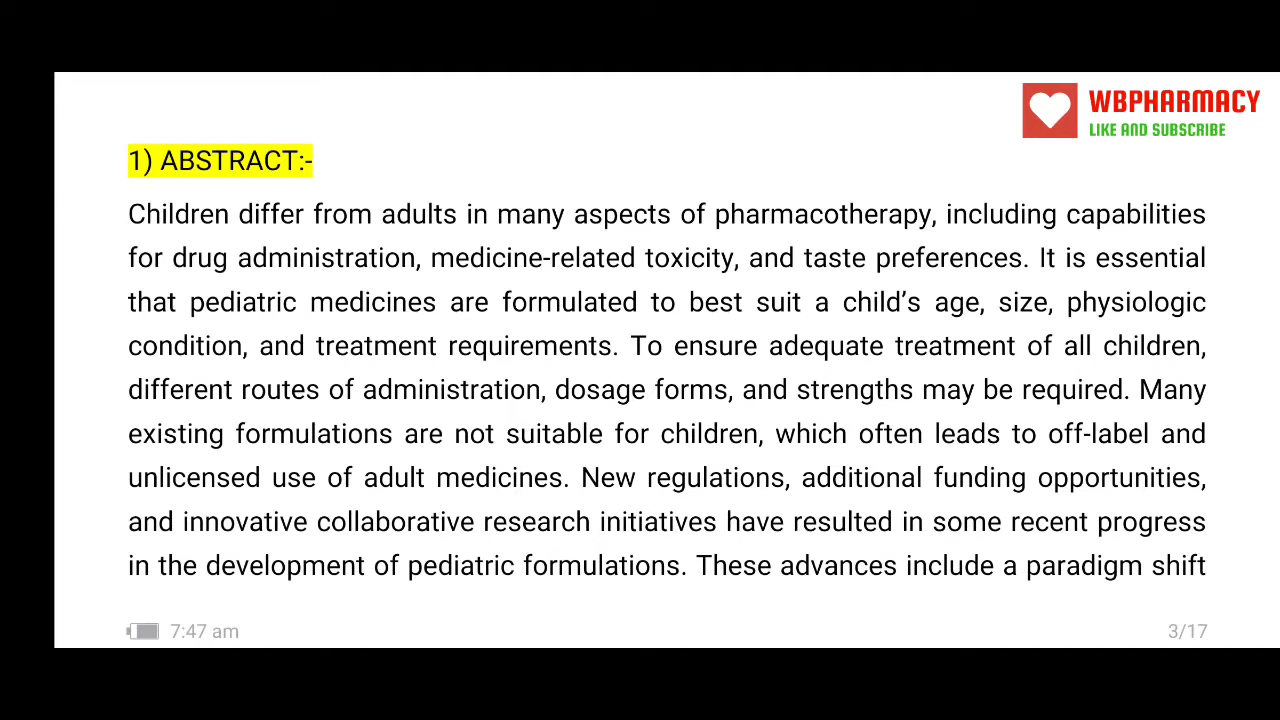 WBPHARMACY
LIKE AND SUBSCRIBE
1) ABSTRACT:-
Children differ from adults in many aspects of pharmacotherapy, including capabilities
for drug administration, medicine-related toxicity, and taste preferences. It is essential
that pediatric medicines are formulated to best suit a child’s age, size, physiologic
condition, and treatment requirements. To ensure adequate treatment of all children,
different routes of administration, dosage forms, and strengths may be required. Many
existing formulations are not suitable for children, which often leads to off-label and
unlicensed use of adult medicines. New regulations, additional funding opportunities,
and innovative collaborative research initiatives have resulted in some recent progress
in the development of pediatric formulations. These advances include a paradigm shift
7:47 am
3/17